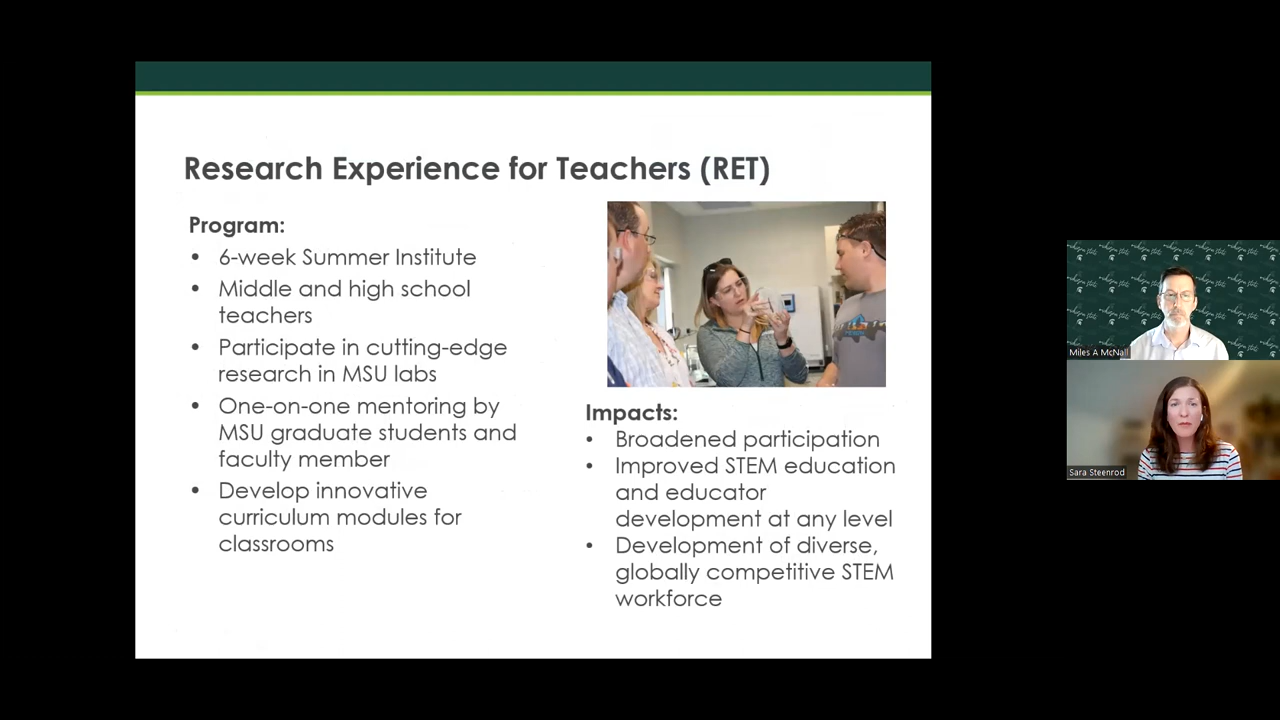 Research Experience for Teachers (RET)
Program:
• 6-week Summer Institute
• Middle and high school
teachers
• Participate in cutting-edge
research in MSU labs
• One-on-one mentoring by
MSU graduate students and
faculty member
• Develop innovative
curriculum modules for
classrooms
Impacts:
• Broadened participation
• Improved STEM education
and educator
development at any level
• Development of diverse,
globally competitive STEM
workforce
Miles A McNall
Sara Steenrod